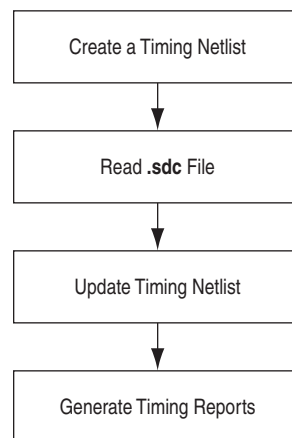 Create a Timing Netlist
Read .sdc File
Update Timing Netlist
Generate Timing Reports